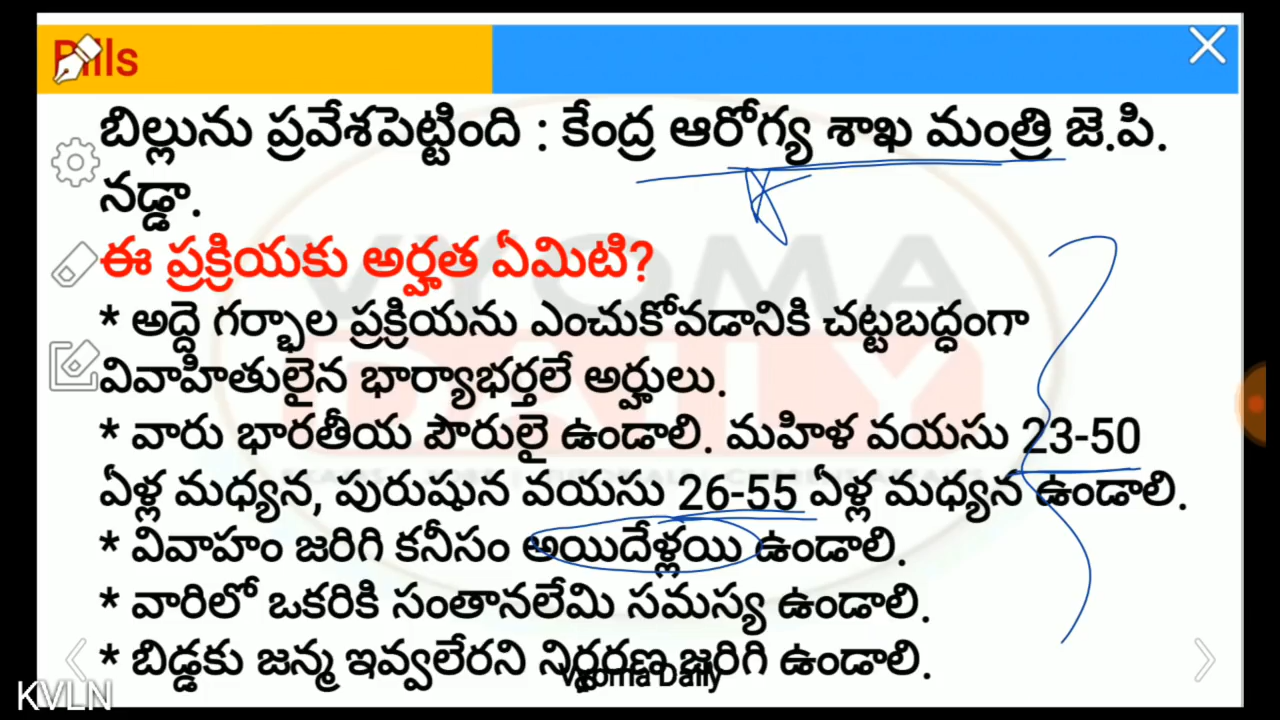 Bills
బిల్లును ప్రవేశపెట్టింది : కేంద్ర ఆరోగ్య శాఖ మంత్రి జె.పి.
నడ్డా.
ఈ ప్రక్రియకు అర్హత ఏమిటి?
* అద్దె గర్భాల ప్రక్రియను ఎంచుకోవడానికి చట్టబద్ధంగా
వివాహితులైన భార్యాభర్తలే అర్హులు.
* వారు భారతీయ పౌరులై ఉండాలి. మహిళ వయసు 23-50
ఏళ్ల మధ్యన, పురుషున వయసు 26-55 ఏళ్ల మధ్యన ఉండాలి.
* వివాహం జరిగి కనీసం అయిదేళ్లయి ఉండాలి.
* వారిలో ఒకరికి సంతానలేమి సమస్య ఉండాలి.
* బిడ్డకు జన్మ ఇవ్వలేరని నిర్ధరణ జరిగి ఉండాలి.
Vyoma Daily
KVLN
VYOMA
DAILY